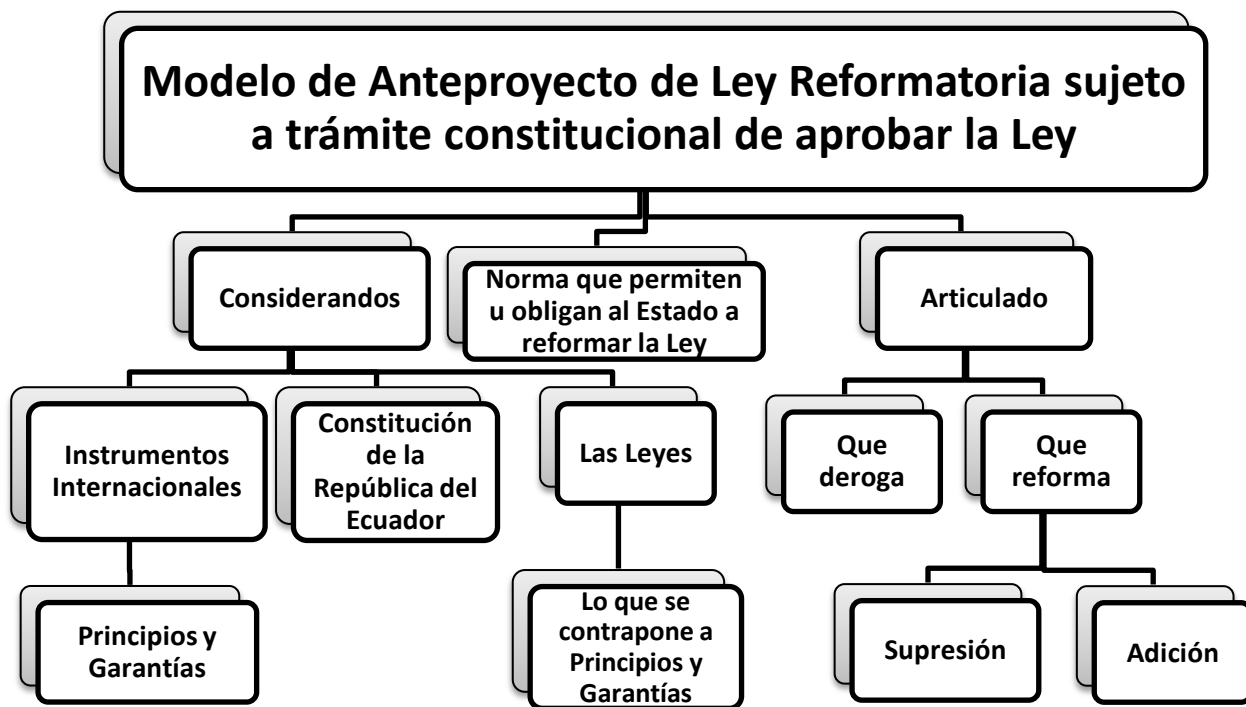 Modelo de Anteproyecto de Ley Reformatoria sujeto
a trámite constitucional de aprobar la Ley
Considerandos
Norma que permiten
u obligan al Estado a
reformar la Ley
Articulado
Instrumentos
Internacionales
Constitución
de la
República del
Ecuador
Las Leyes
Que
deroga
Que
reforma
Principios y
Garantías
Lo que se
contrapone a
Principios y
Garantías
Supresión
Adición